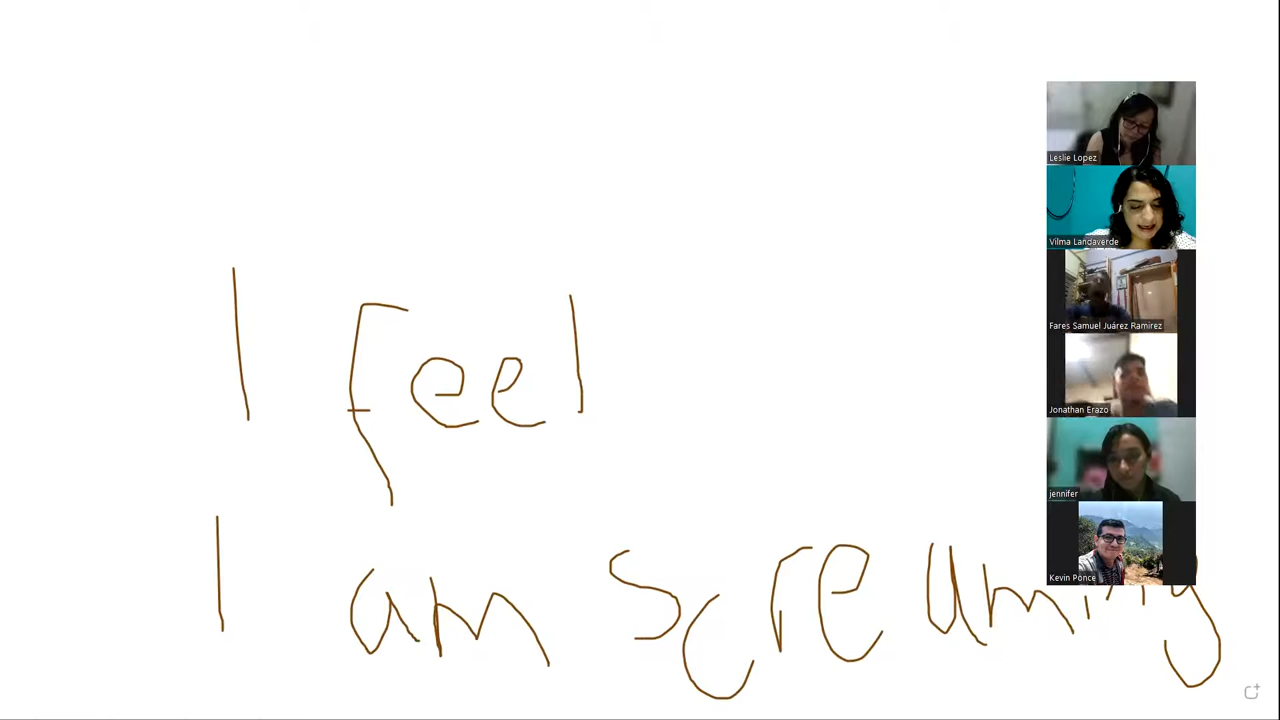 I feel
I am screaming
Leslie Lopez
Vilma Landaverde
Fares Samuel Juárez Ramirez
Jonathan Erazo
jennifer
Kevin Ponce